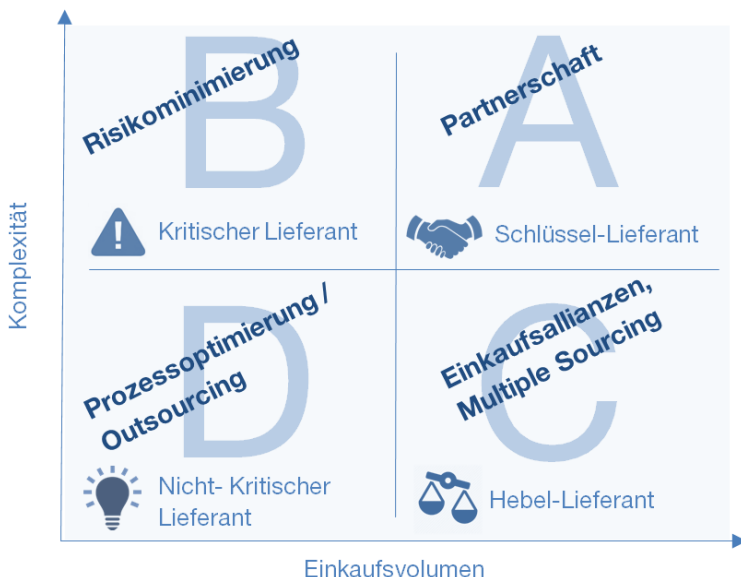 B
Risikominimierung
Kritischer Lieferant
A
Partnerschaft
Schlüssel-Lieferant
Komplexität
D
Prozessoptimierung /
Outsourcing
Nicht- Kritischer
Lieferant
C
Einkaufsallianzen,
Multiple Sourcing
Hebel-Lieferant
Einkaufsvolumen